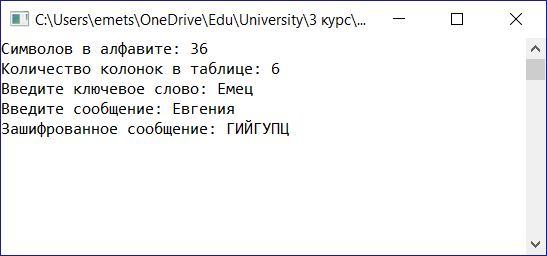 C:\Users\emets\OneDrive\Edu\University\3 курс\...
Символов в алфавите: 36
Количество колонок в таблице: 6
Введите ключевое слово: Емец
Введите сообщение: Евгения
Зашифрованное сообщение: ГИЙГУПЦ